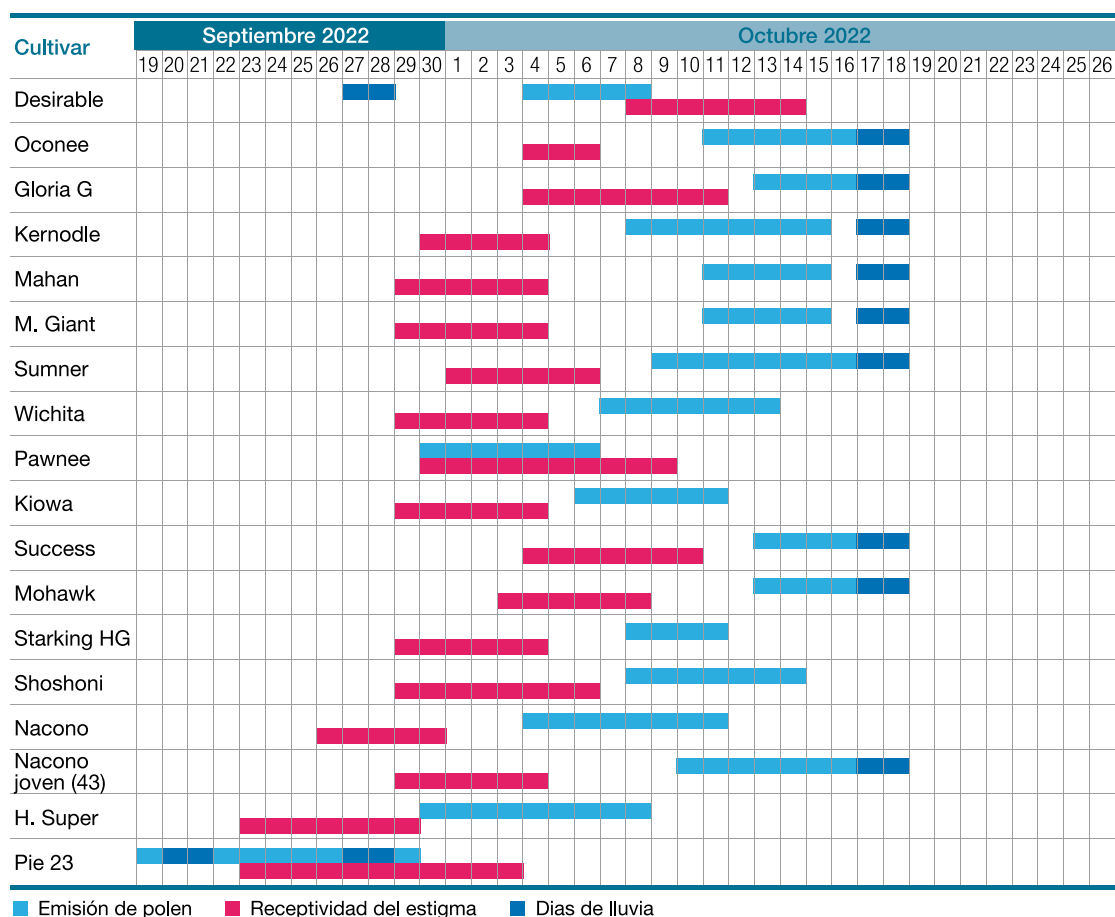 Cultivar
Septiembre 2022
Octubre 2022
19 20 21 22 23 24 25 26 27 28 29 30 1 2 3 4 5 6 7 8 9 10 11 12 13 14 15 16 17 18 19 20 21 22 23 24 25 26
Desirable
Oconee
Gloria G
Kernodle
Mahan
M. Giant
Sumner
Wichita
Pawnee
Kiowa
Success
Mohawk
Starking HG
Shoshoni
Nacono
Nacono
joven (43)
H. Super
Pie 23
Emisión de polen Receptividad del estigma Dias de lluvia